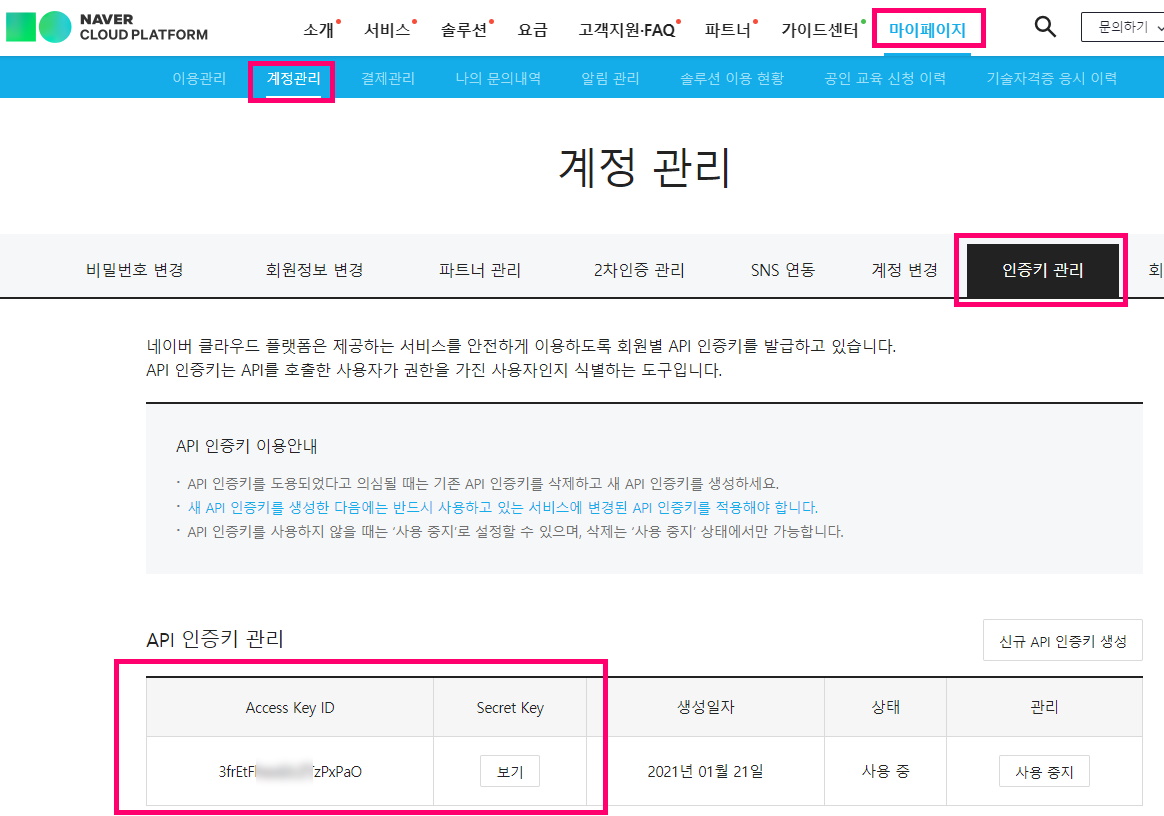 NAVER
CLOUD PLATFORM
소개 서비스 솔루션 요금 고객지원·FAQ 파트너 가이드센터 마이페이지 문의하기
이용관리 계정관리 결제관리 나의 문의내역 알림 관리 솔루션 이용 현황 공인 교육 신청 이력 기술자격증 응시 이력
계정 관리
비밀번호 변경 회원정보 변경 파트너 관리 2차인증 관리 SNS 연동 계정 변경 인증키 관리 회
네이버 클라우드 플랫폼은 제공하는 서비스를 안전하게 이용하도록 회원별 API 인증키를 발급하고 있습니다.
API 인증키는 API를 호출한 사용자가 권한을 가진 사용자인지 식별하는 도구입니다.
API 인증키 이용안내
· API 인증키를 도용되었다고 의심될 때는 기존 API 인증키를 삭제하고 새 API 인증키를 생성하세요.
· 새 API 인증키를 생성한 다음에는 반드시 사용하고 있는 서비스에 변경된 API 인증키를 적용해야 합니다.
· API 인증키를 사용하지 않을 때는 ‘사용 중지’로 설정할 수 있으며, 삭제는 ‘사용 중지’ 상태에서만 가능합니다.
API 인증키 관리 신규 API 인증키 생성
Access Key ID Secret Key 생성일자 상태 관리
보기 2021년 01월 21일 사용 중 사용 중지